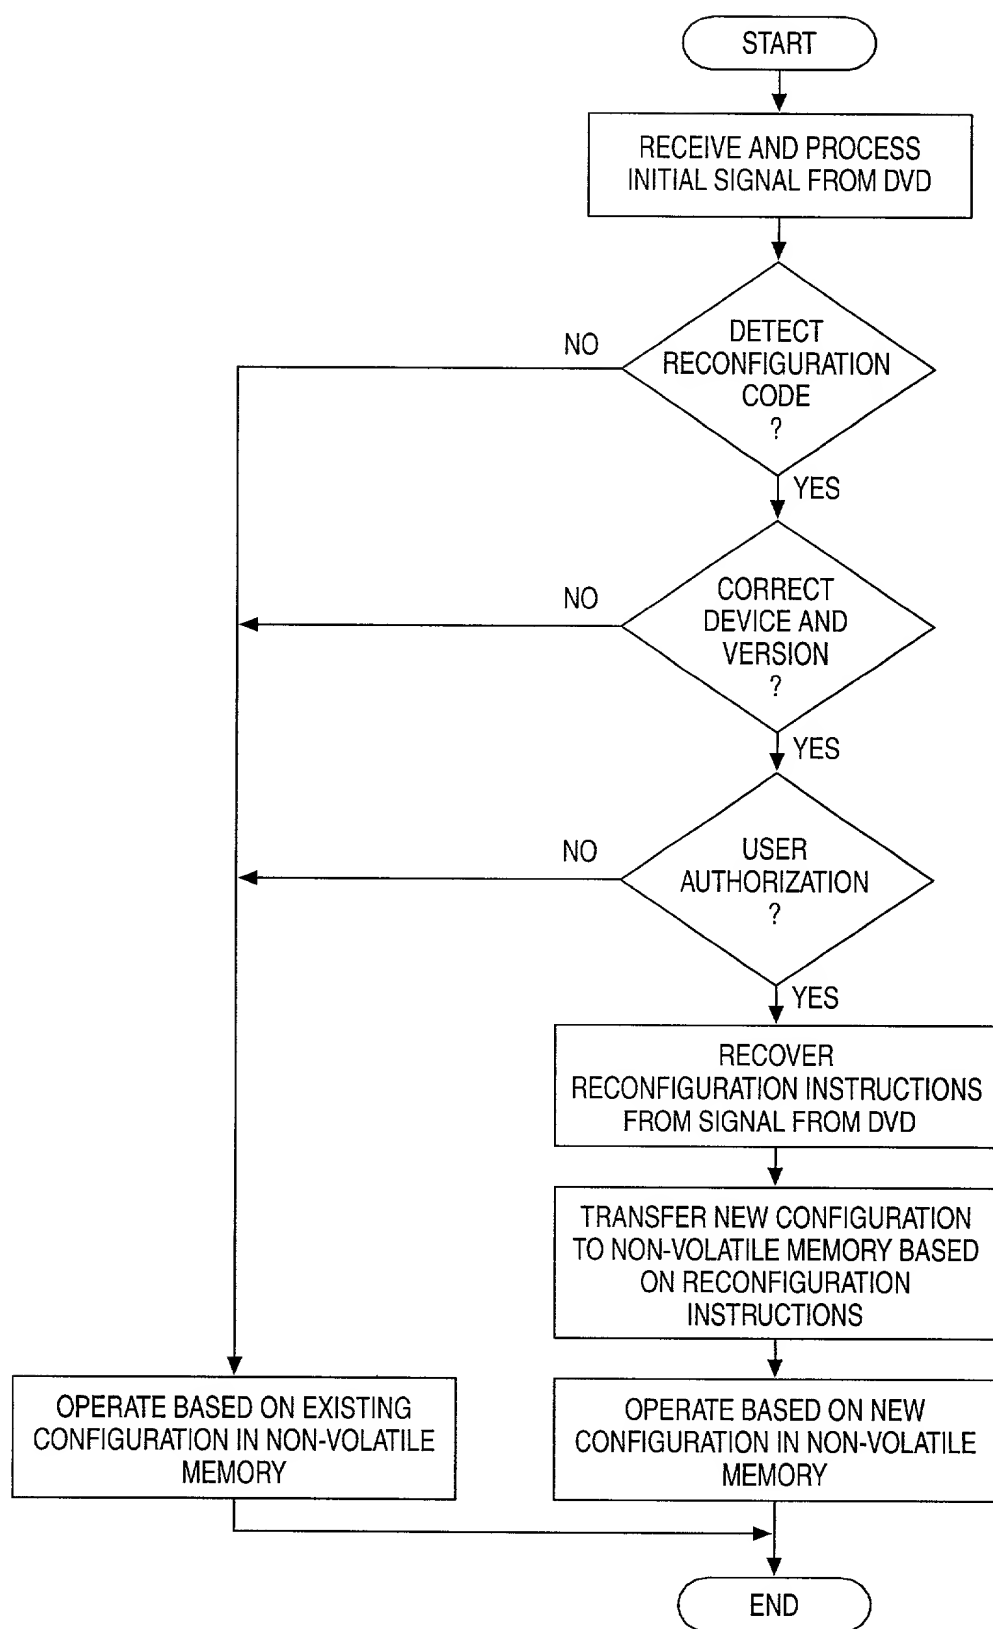 START
RECEIVE AND PROCESS
INITIAL SIGNAL FROM DVD
DETECT
RECONFIGURATION
CODE
?
NO
YES
CORRECT
DEVICE AND
VERSION
?
NO
YES
USER
AUTHORIZATION
?
NO
YES
RECOVER
RECONFIGURATION INSTRUCTIONS
FROM SIGNAL FROM DVD
TRANSFER NEW CONFIGURATION
TO NON-VOLATILE MEMORY BASED
ON RECONFIGURATION
INSTRUCTIONS
OPERATE BASED ON EXISTING
CONFIGURATION IN NON-VOLATILE
MEMORY
OPERATE BASED ON NEW
CONFIGURATION IN NON-VOLATILE
MEMORY
END